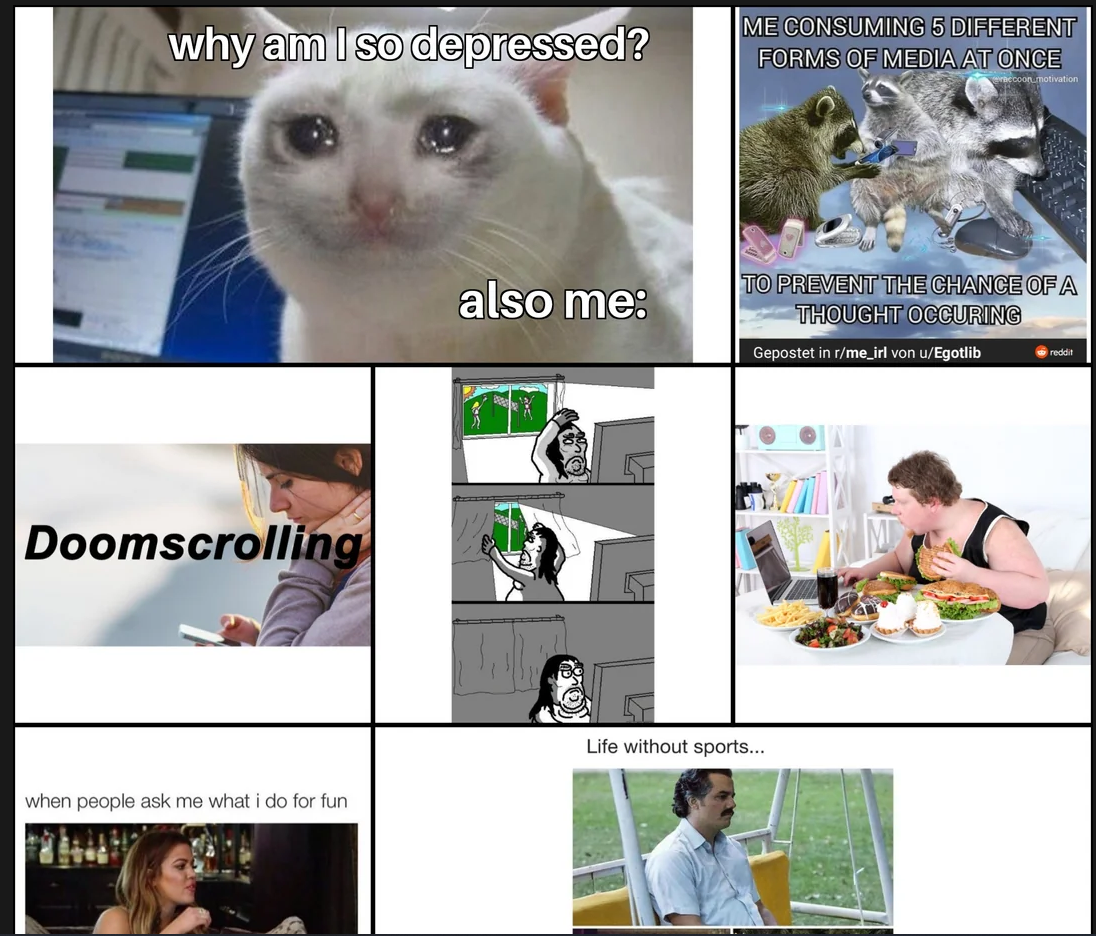 why am I so depressed?
also me:
ME CONSUMING 5 DIFFERENT
FORMS OF MEDIA AT ONCE
@raccoon_motivation
TO PREVENT THE CHANCE OF A
THOUGHT OCCURING
Gepostet in r/me_irl von u/Egotlib
reddit
Doomscrolling
when people ask me what i do for fun
Life without sports...